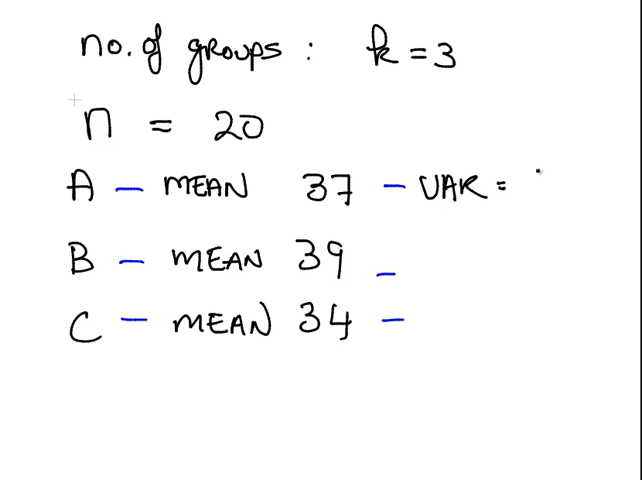 no. of groups : k = 3
n = 20
A – MEAN 37 – VAR =
B – MEAN 39 –
C – MEAN 34 –